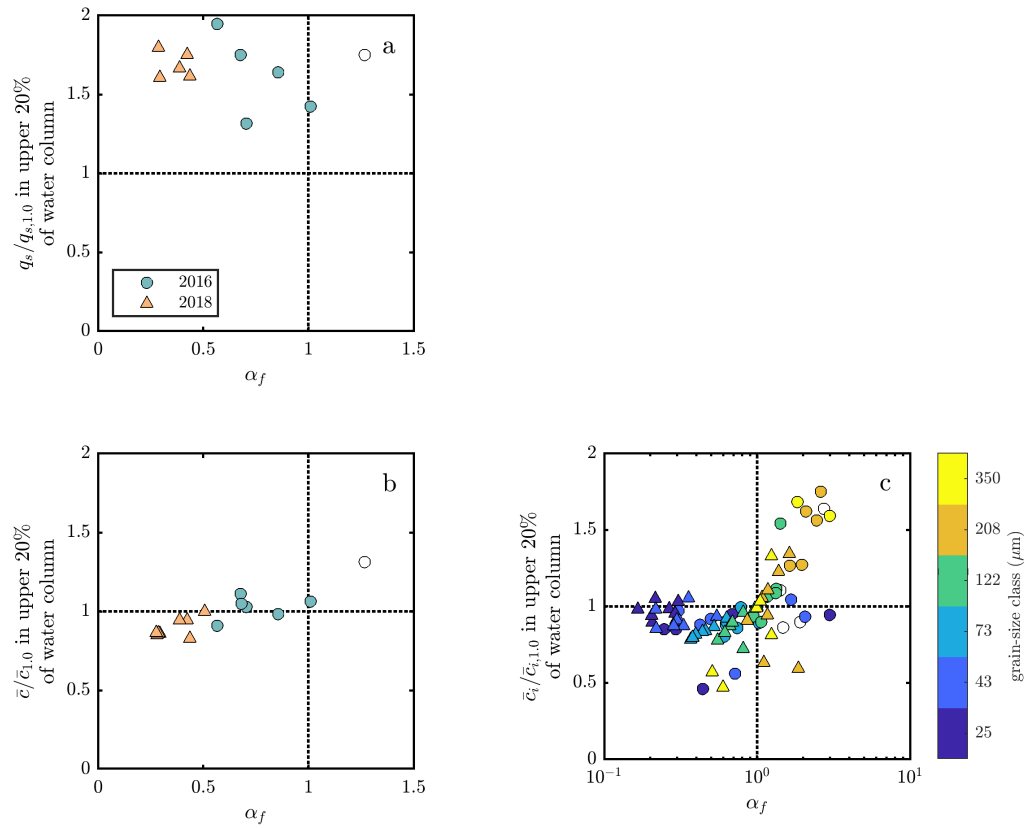 2
1.5
1
0.5
0
0
0.5
1
1.5
a
q_s/q_{s,1.0} in upper 20%
of water column
2016
2018
α_f
2
1.5
1
0.5
0
0
0.5
1
1.5
b
c̄/c̄_{1.0} in upper 20%
of water column
α_f
2
1.5
1
0.5
0
10^{-1}
10^0
10^1
c
c̄_i/c̄_{i,1.0} in upper 20%
of water column
α_f
350
208
122
73
43
25
grain-size class (μm)